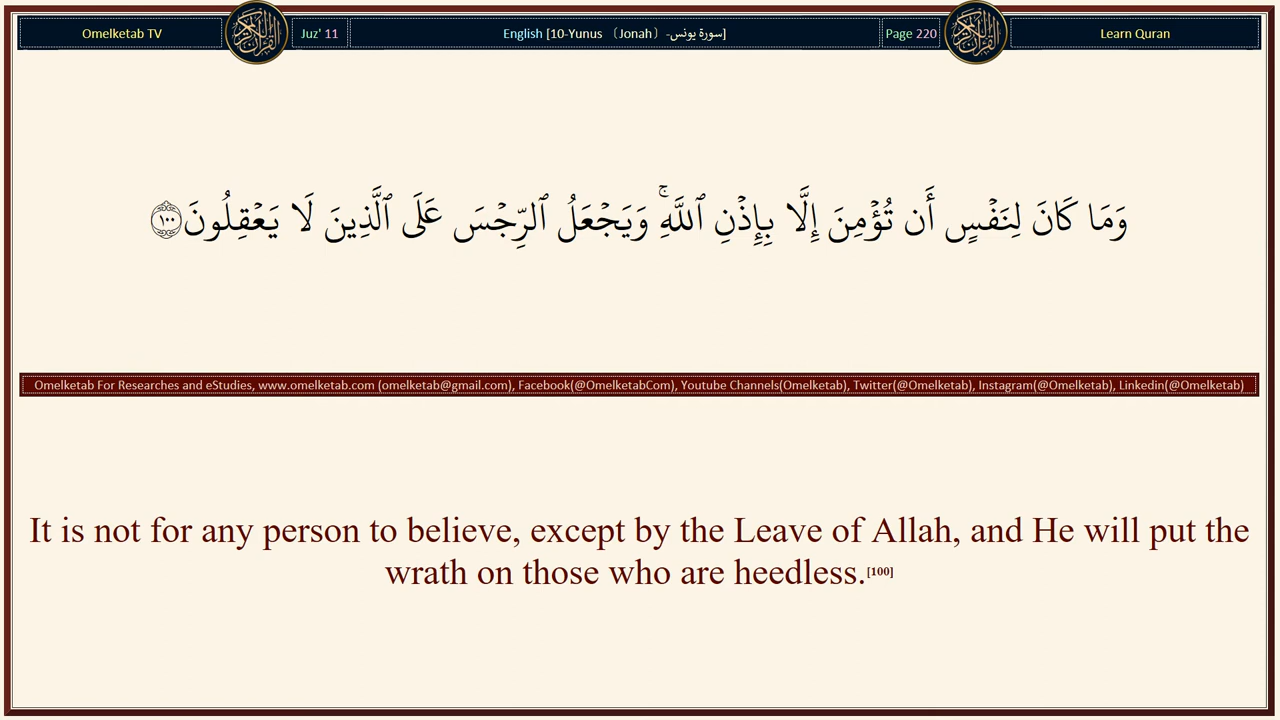 Omelketab TV
Juz' 11
English [10-Yunus （Jonah） -سورة يونس]
Page 220
Learn Quran
وَمَا كَانَ لِنَفۡسٍ أَن تُؤۡمِنَ إِلَّا بِإِذۡنِ ٱللَّهِۚ وَيَجۡعَلُ ٱلرِّجۡسَ عَلَى ٱلَّذِينَ لَا يَعۡقِلُونَ ١٠٠
Omelketab For Researches and eStudies, www.omelketab.com (omelketab@gmail.com), Facebook(@OmelketabCom), Youtube Channels(Omelketab), Twitter(@Omelketab), Instagram(@Omelketab), Linkedin(@Omelketab)
It is not for any person to believe, except by the Leave of Allah, and He will put the
wrath on those who are heedless.[100]